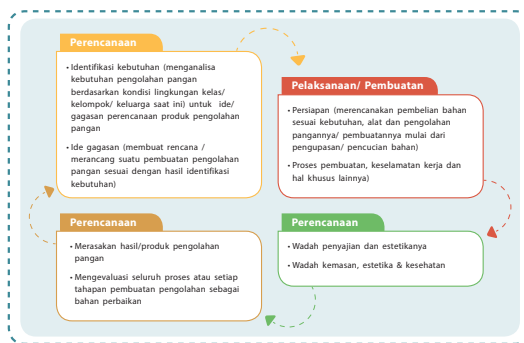 Perencanaan
• Identifikasi kebutuhan (menganalisa
kebutuhan pengolahan pangan
berdasarkan kondisi lingkungan kelas/
kelompok/ keluarga saat ini) untuk ide/
gagasan perencanaan produk pengolahan
pangan
• Ide gagasan (membuat rencana /
merancang suatu pembuatan pengolahan
pangan sesuai dengan hasil identifikasi
kebutuhan)
Pelaksanaan/ Pembuatan
• Persiapan (merencanakan pembelian bahan
sesuai kebutuhan, alat dan pengolahan
pangannya/ pembuatannya mulai dari
pengupasan/ pencucian bahan)
• Proses pembuatan, keselamatan kerja dan
hal khusus lainnya)
Perencanaan
• Merasakan hasil/produk pengolahan
pangan
• Mengevaluasi seluruh proses atau setiap
tahapan pembuatan pengolahan sebagai
bahan perbaikan
Perencanaan
• Wadah penyajian dan estetikanya
• Wadah kemasan, estetika & kesehatan